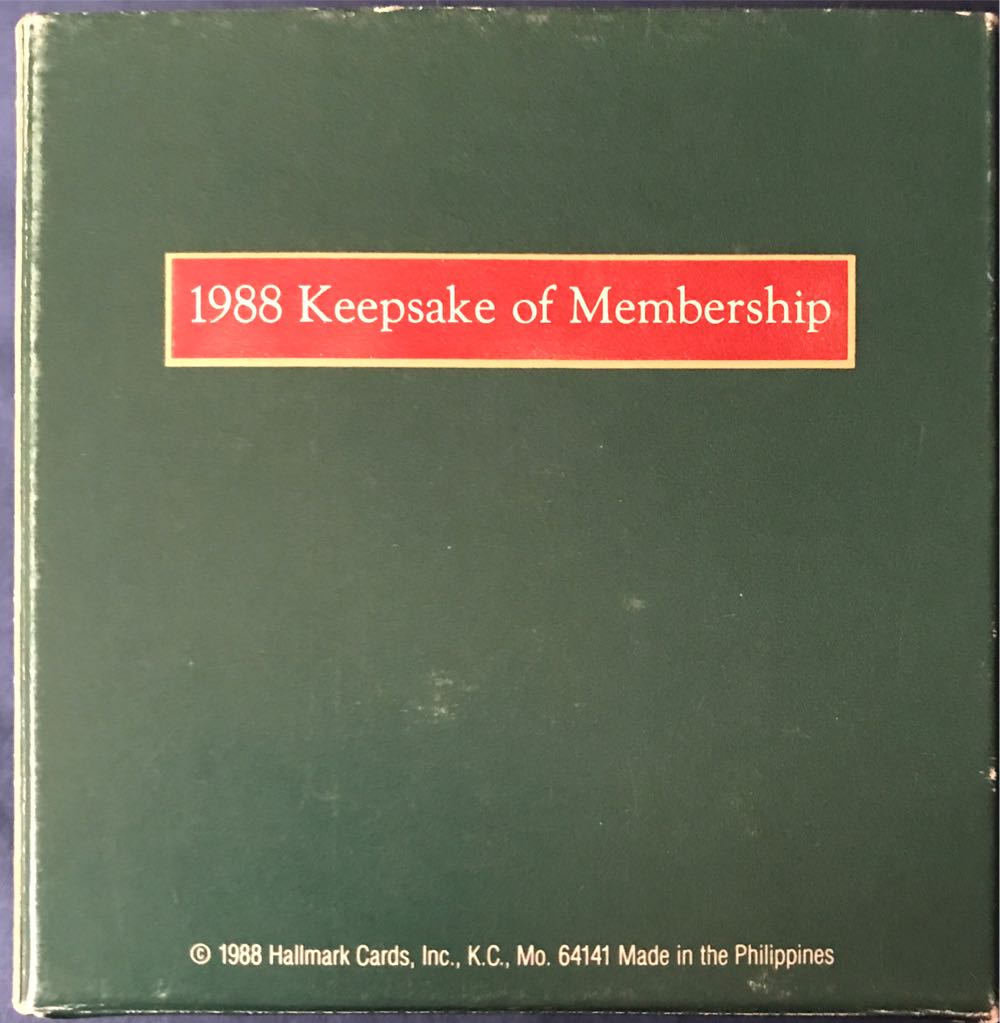 1988 Keepsake of Membership
© 1988 Hallmark Cards, Inc., K.C., Mo. 64141 Made in the Philippines